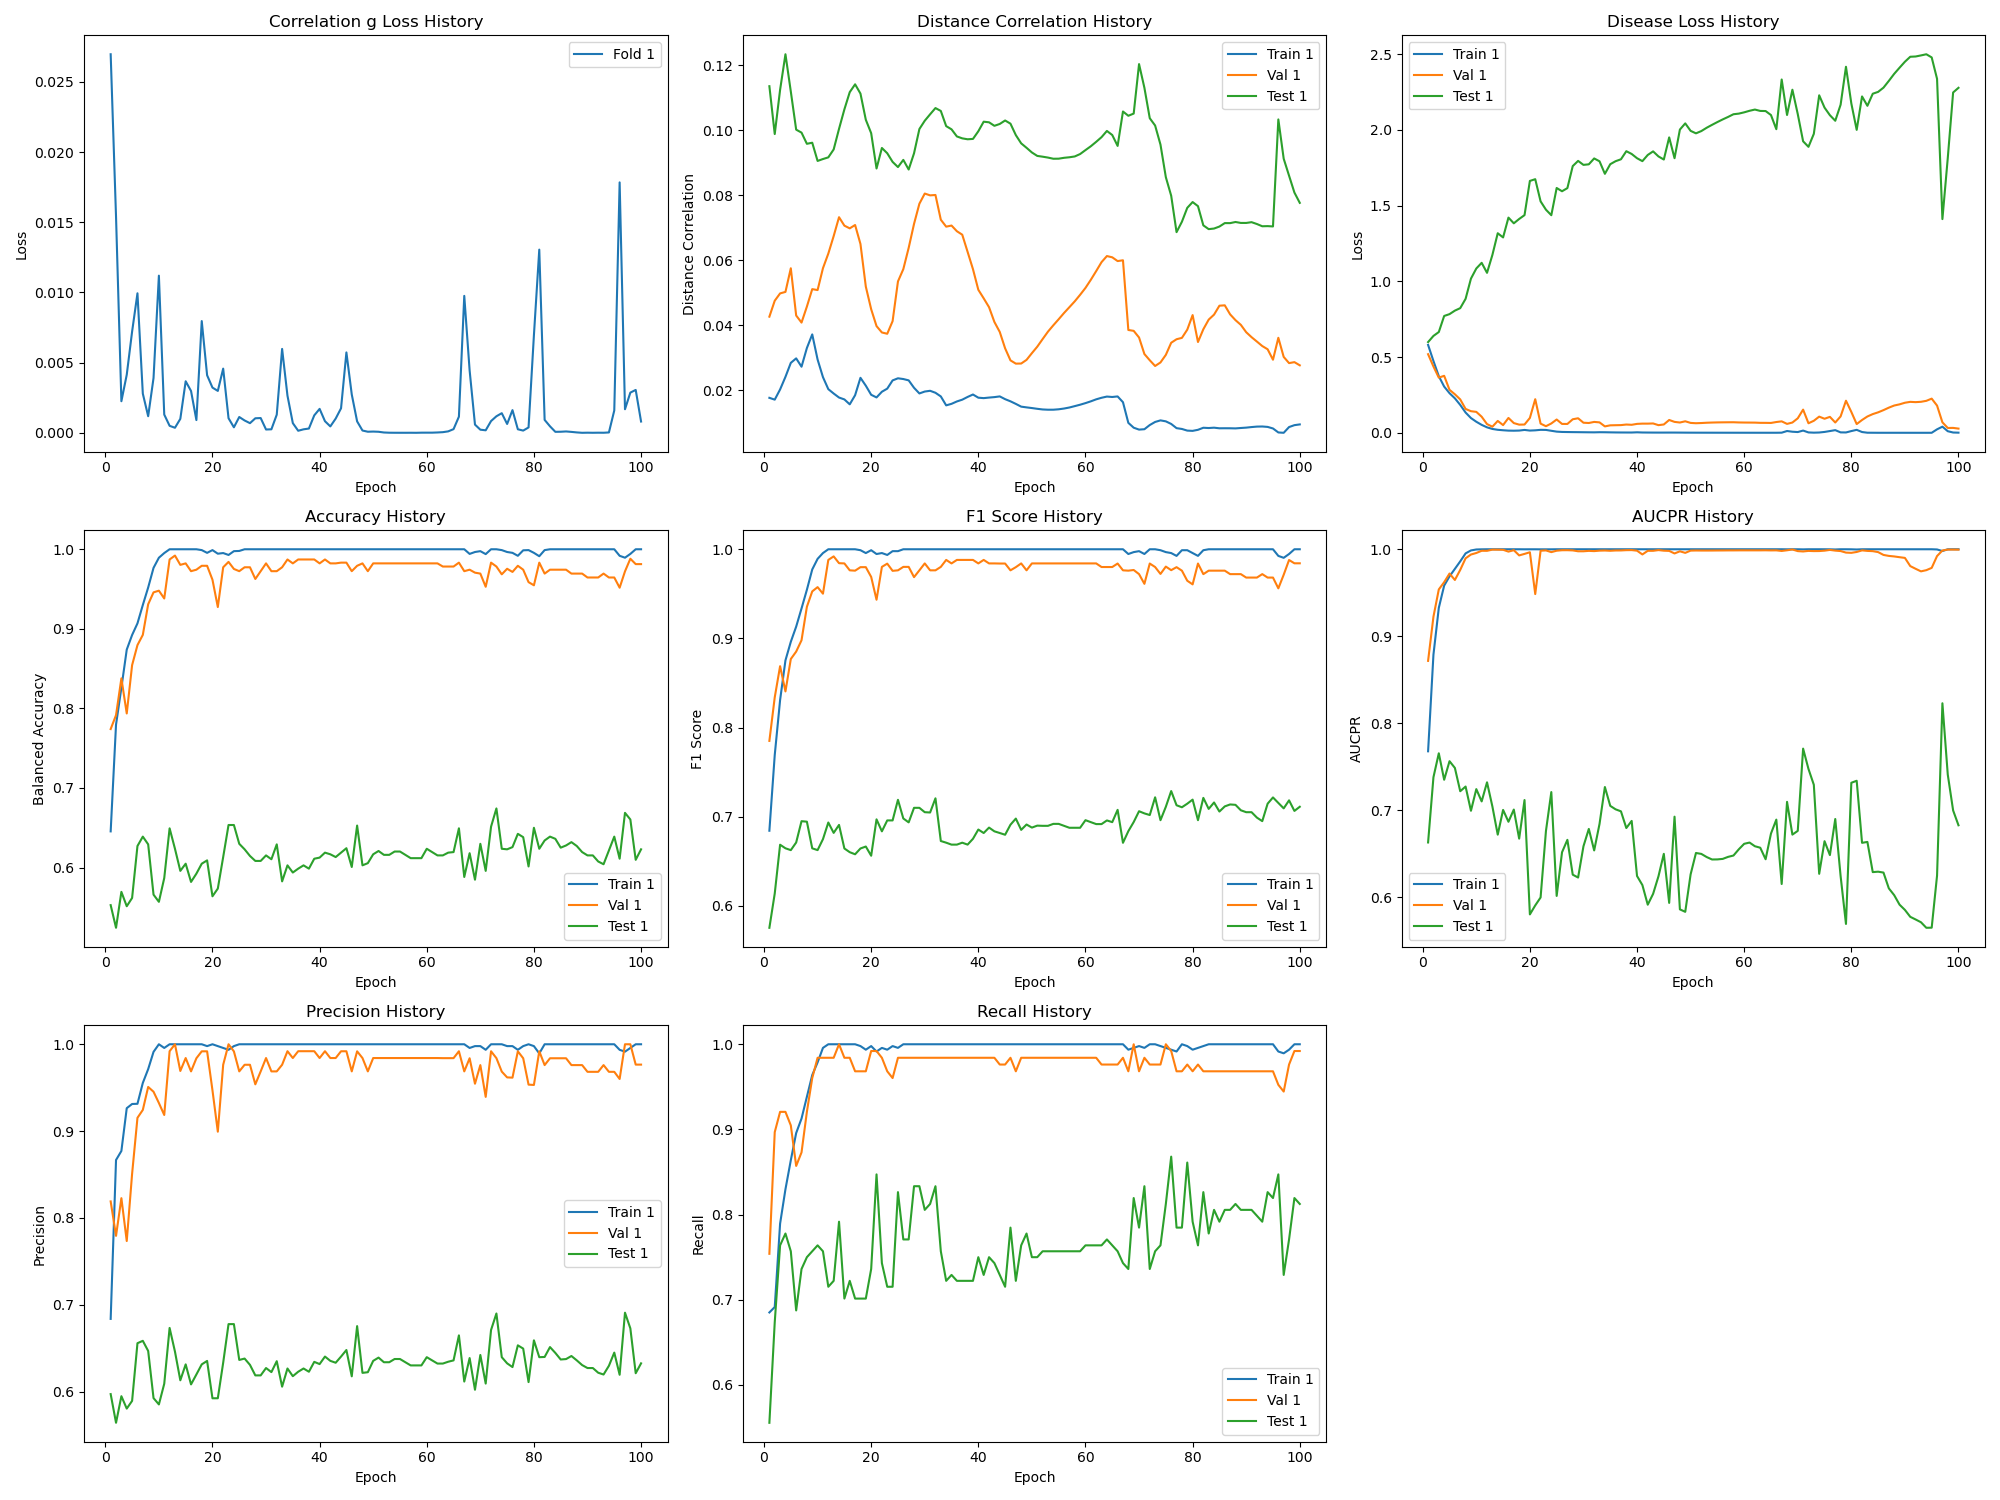 Correlation g Loss History
Loss
0.025
0.020
0.015
0.010
0.005
0.000
0 20 40 60 80 100
Epoch
Fold 1
Distance Correlation History
Distance Correlation
0.12
0.10
0.08
0.06
0.04
0.02
0 20 40 60 80 100
Epoch
Train 1
Val 1
Test 1
Disease Loss History
Loss
2.5
2.0
1.5
1.0
0.5
0.0
0 20 40 60 80 100
Epoch
Train 1
Val 1
Test 1
Accuracy History
Balanced Accuracy
1.0
0.9
0.8
0.7
0.6
0 20 40 60 80 100
Epoch
Train 1
Val 1
Test 1
F1 Score History
F1 Score
1.0
0.9
0.8
0.7
0.6
0 20 40 60 80 100
Epoch
Train 1
Val 1
Test 1
AUCPR History
AUCPR
1.0
0.9
0.8
0.7
0.6
0 20 40 60 80 100
Epoch
Train 1
Val 1
Test 1
Precision History
Precision
1.0
0.9
0.8
0.7
0.6
0 20 40 60 80 100
Epoch
Train 1
Val 1
Test 1
Recall History
Recall
1.0
0.9
0.8
0.7
0.6
0 20 40 60 80 100
Epoch
Train 1
Val 1
Test 1